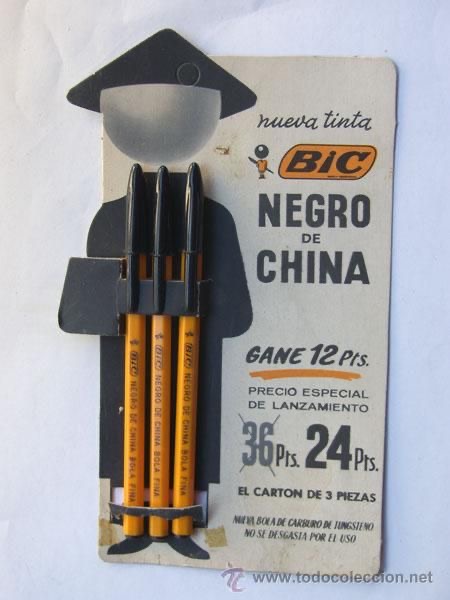 nueva tinta
BIC
NEGRO
DE
CHINA
GANE 12 Pts.
PRECIO ESPECIAL
DE LANZAMIENTO
36 Pts. 24 Pts.
EL CARTON DE 3 PIEZAS
NUEVA BOLA DE CARBURO DE TUNGSTENO
NO SE DESGASTA POR EL USO
BIC NEGRO DE CHINA BOLA FINA
BIC NEGRO DE CHINA BOLA FINA
BIC NEGRO DE CHINA BOLA FINA
© www.todocoleccion.net